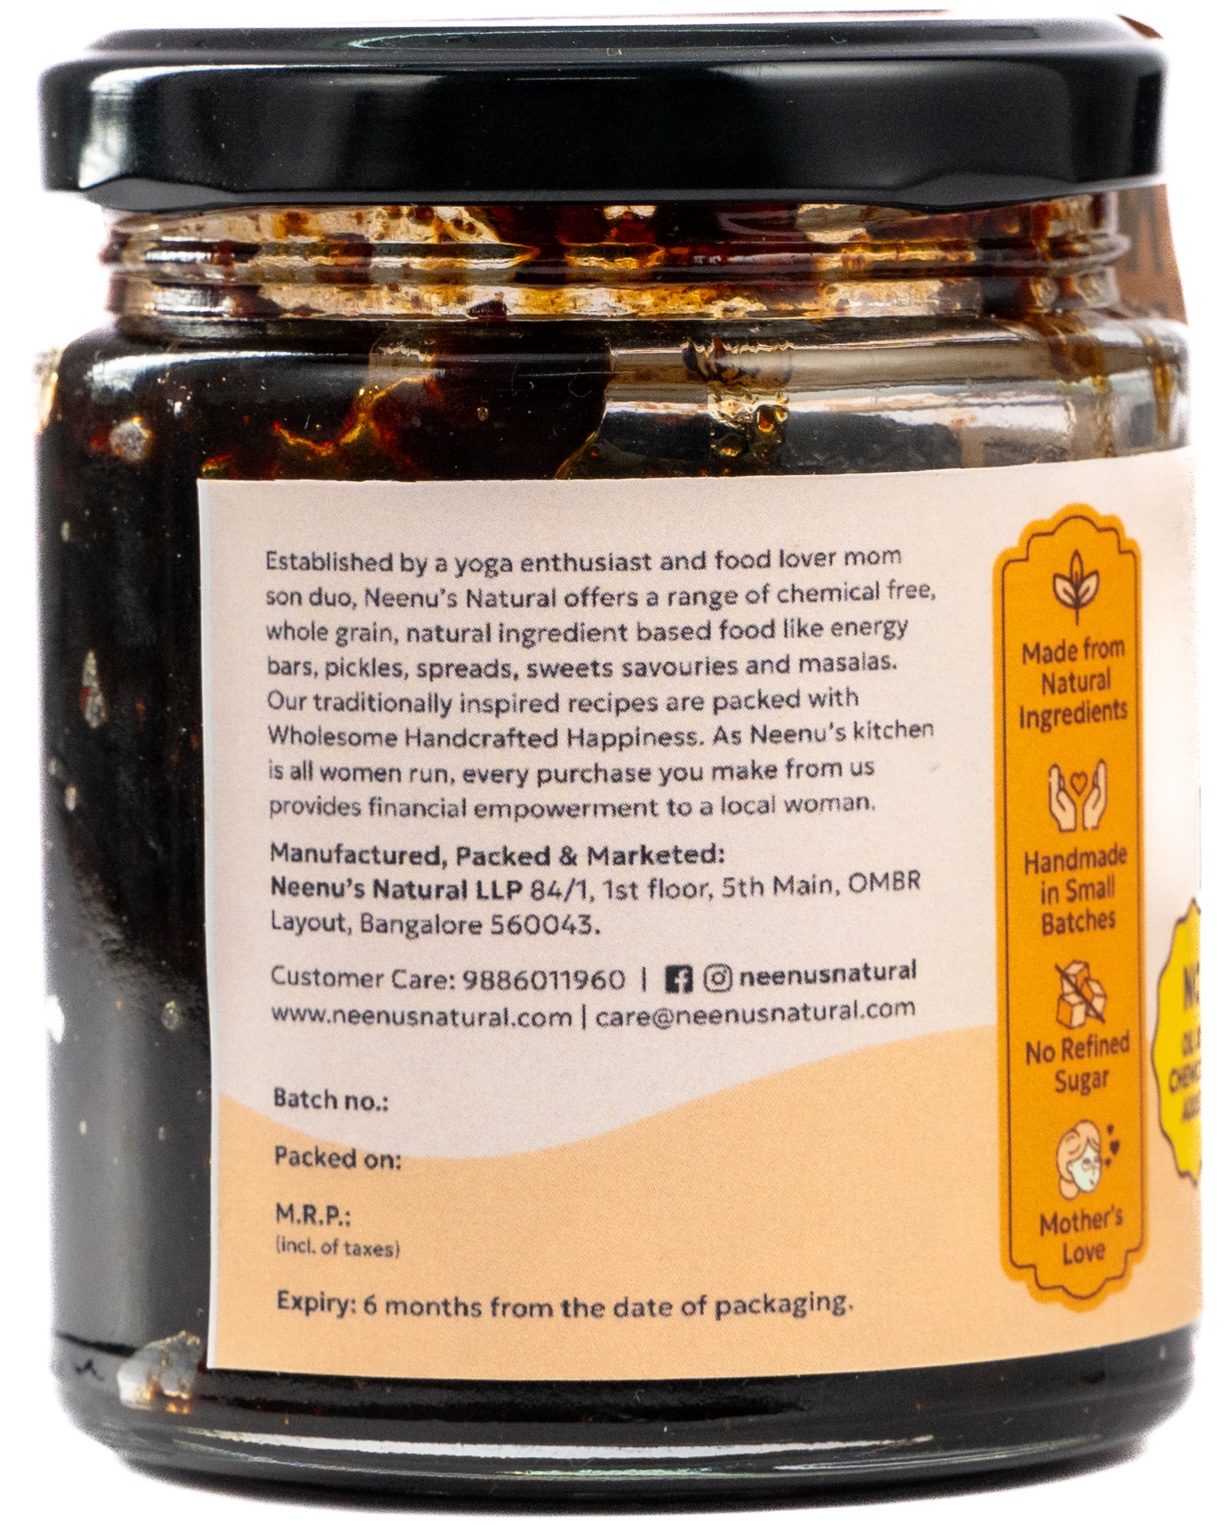 Established by a yoga enthusiast and food lover mom
son duo, Neenu's Natural offers a range of chemical free,
whole grain, natural ingredient based food like energy
bars, pickles, spreads, sweets savouries and masalas.
Our traditionally inspired recipes are packed with
Wholesome Handcrafted Happiness. As Neenu's kitchen
is all women run, every purchase you make from us
provides financial empowerment to a local woman.
Manufactured, Packed & Marketed:
Neenu's Natural LLP 84/1, 1st floor, 5th Main, OMBR
Layout, Bangalore 560043.
Customer Care: 9886011960 | neenusnatural
www.neenusnatural.com | care@neenusnatural.com
Batch no.:
Packed on:
M.R.P.:
(incl. of taxes)
Expiry: 6 months from the date of packaging.
Made from
Natural
Ingredients
Handmade
in Small
Batches
No Refined
Sugar
Mother's
Love